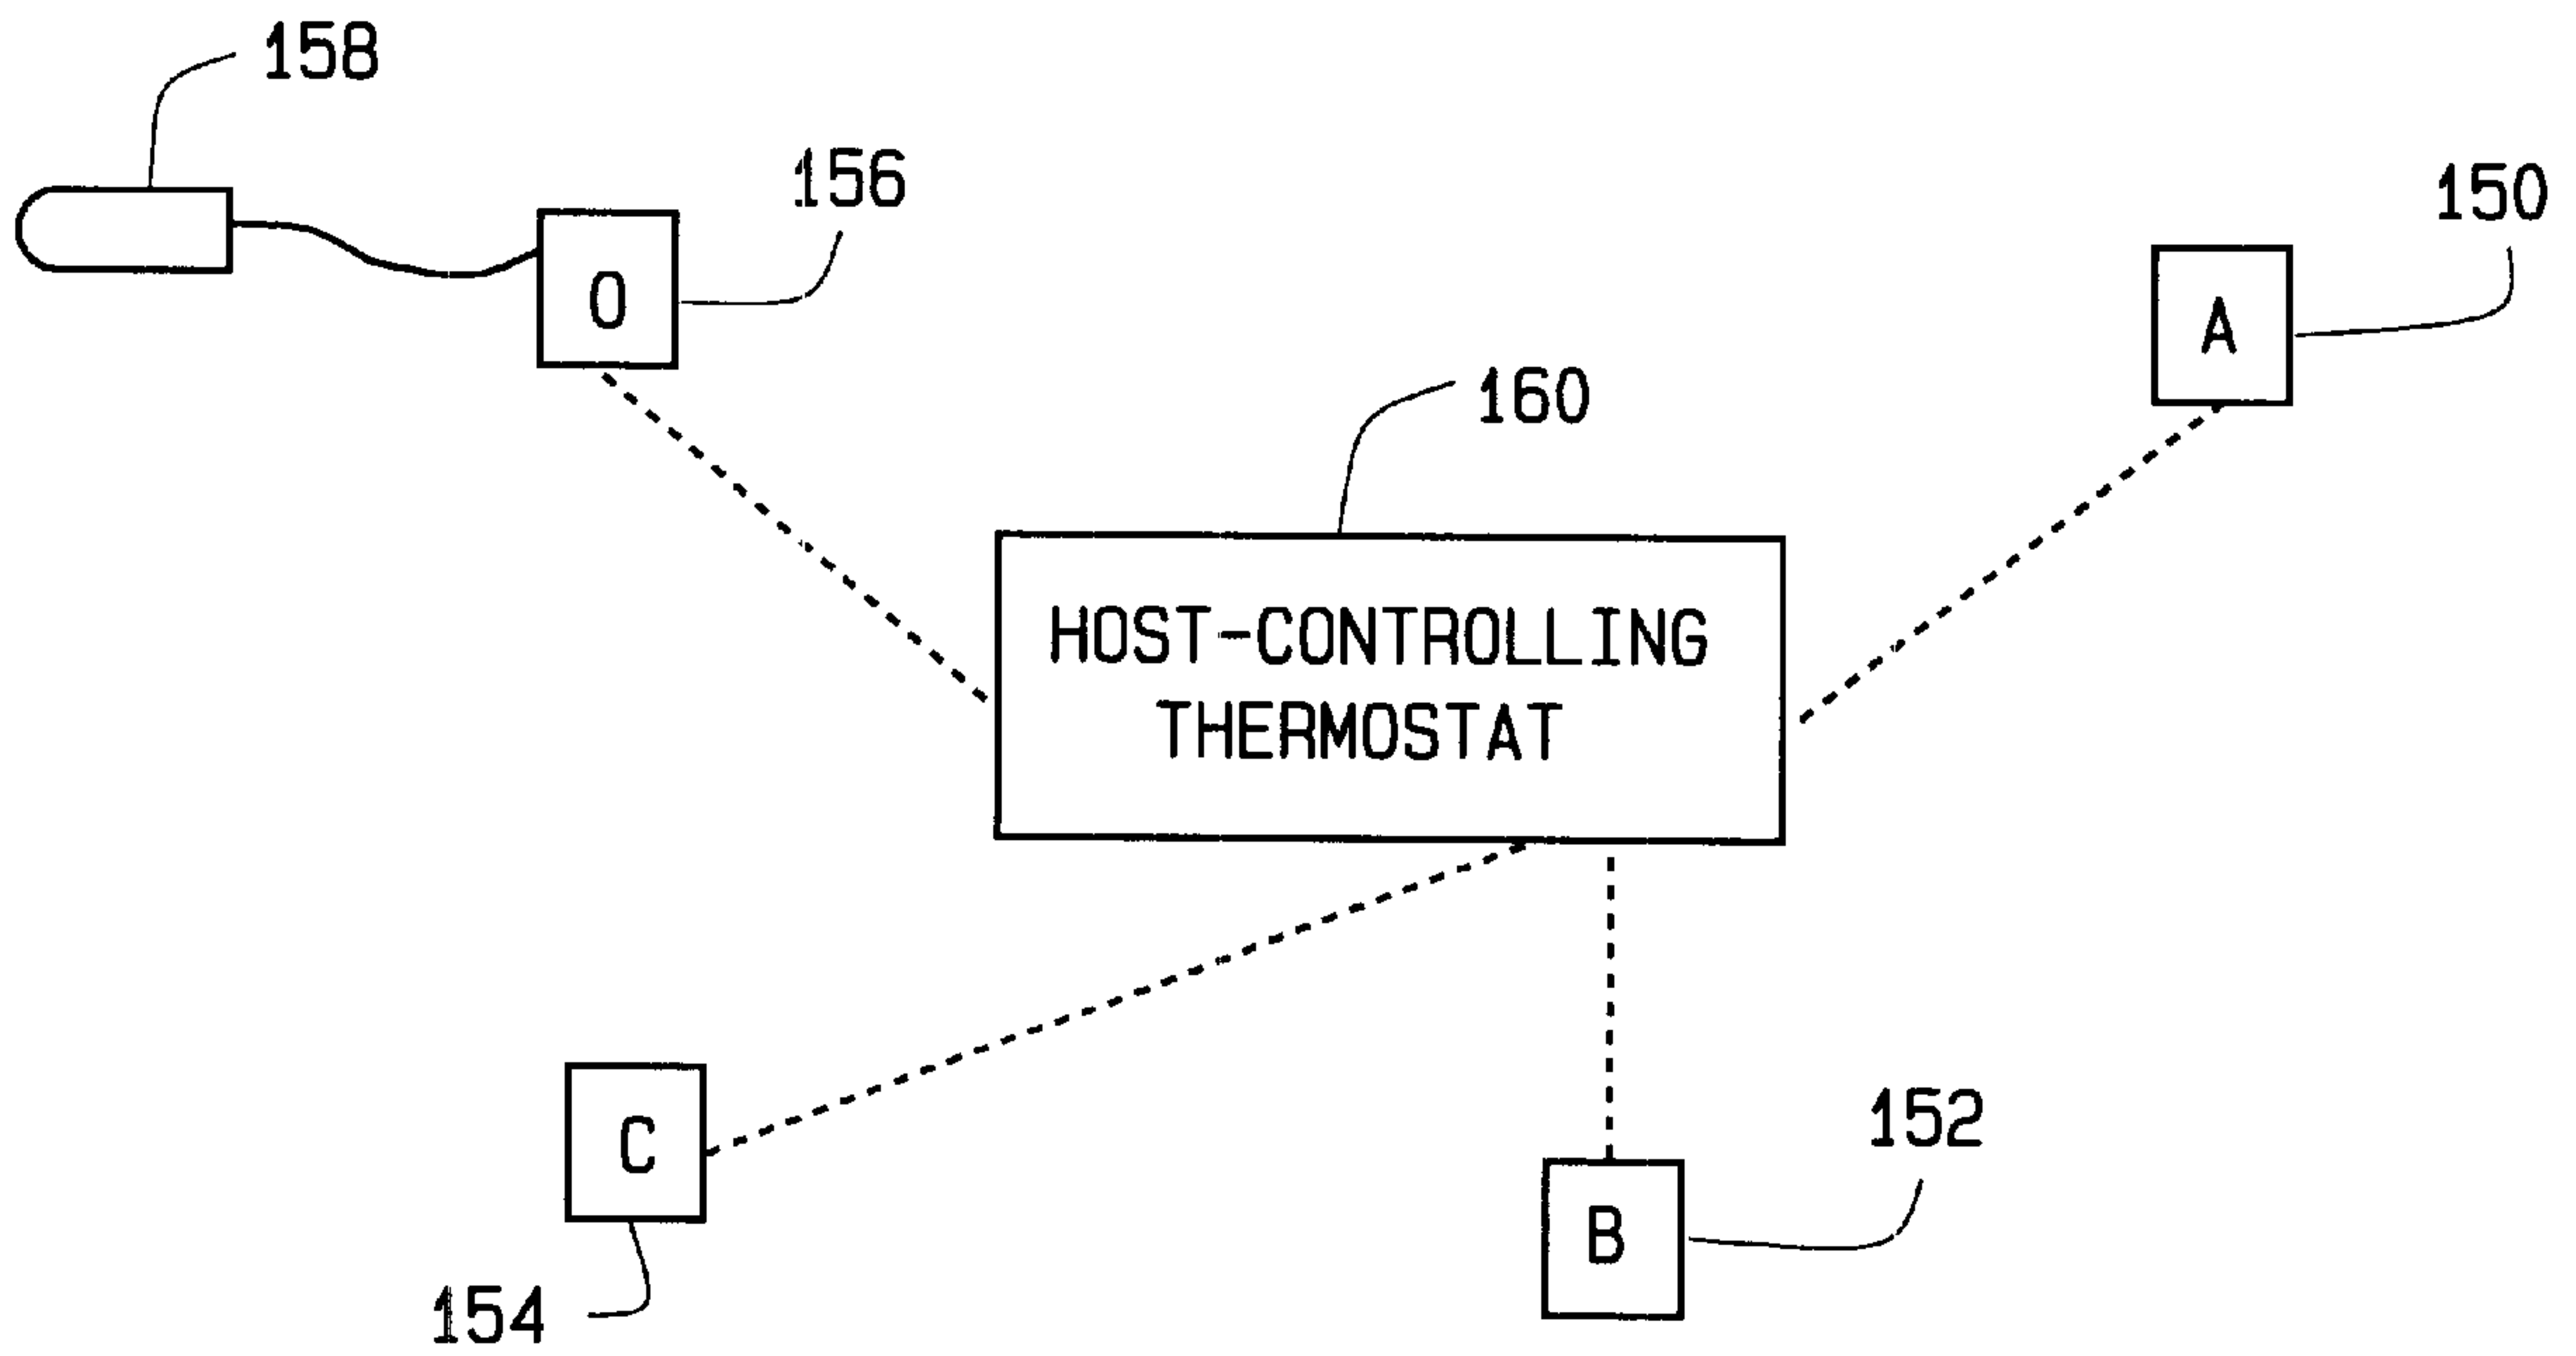 158
156
150
O
A
160
HOST-CONTROLLING
THERMOSTAT
C
152
B
154